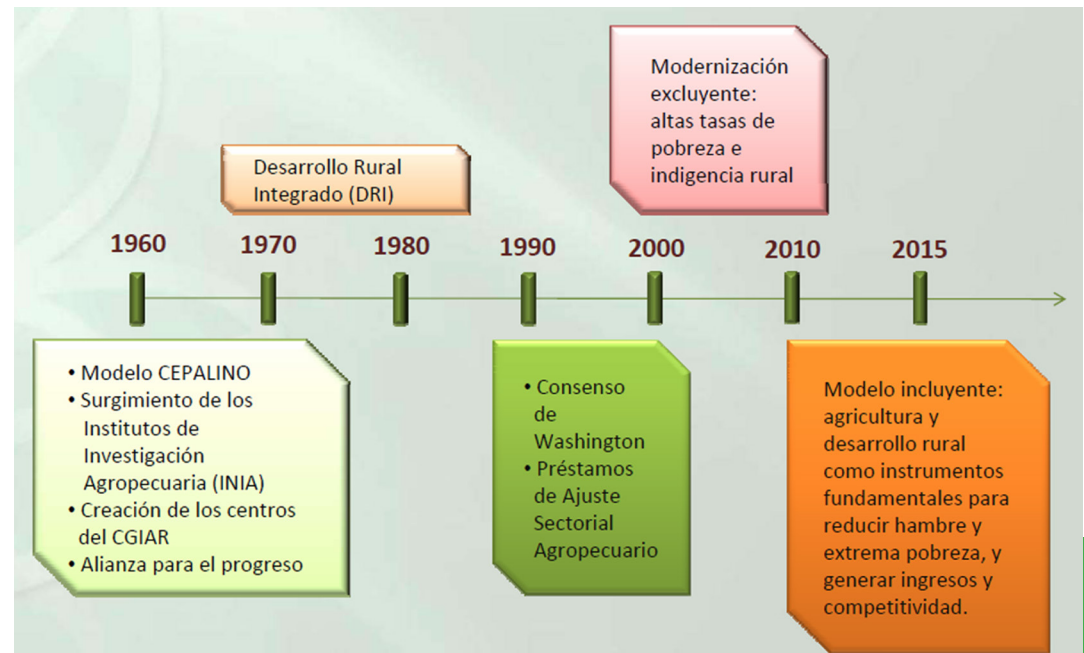 Modernización
excluyente:
altas tasas de
pobreza e
indigencia rural
Desarrollo Rural
Integrado (DRI)
1960
1970
1980
1990
2000
2010
2015
• Modelo CEPALINO
• Surgimiento de los
Institutos de
Investigación
Agropecuaria (INIA)
• Creación de los centros
del CGIAR
• Alianza para el progreso
• Consenso
de
Washington
• Préstamos
de Ajuste
Sectorial
Agropecuario
Modelo incluyente:
agricultura y
desarrollo rural
como instrumentos
fundamentales para
reducir hambre y
extrema pobreza, y
generar ingresos y
competitividad.